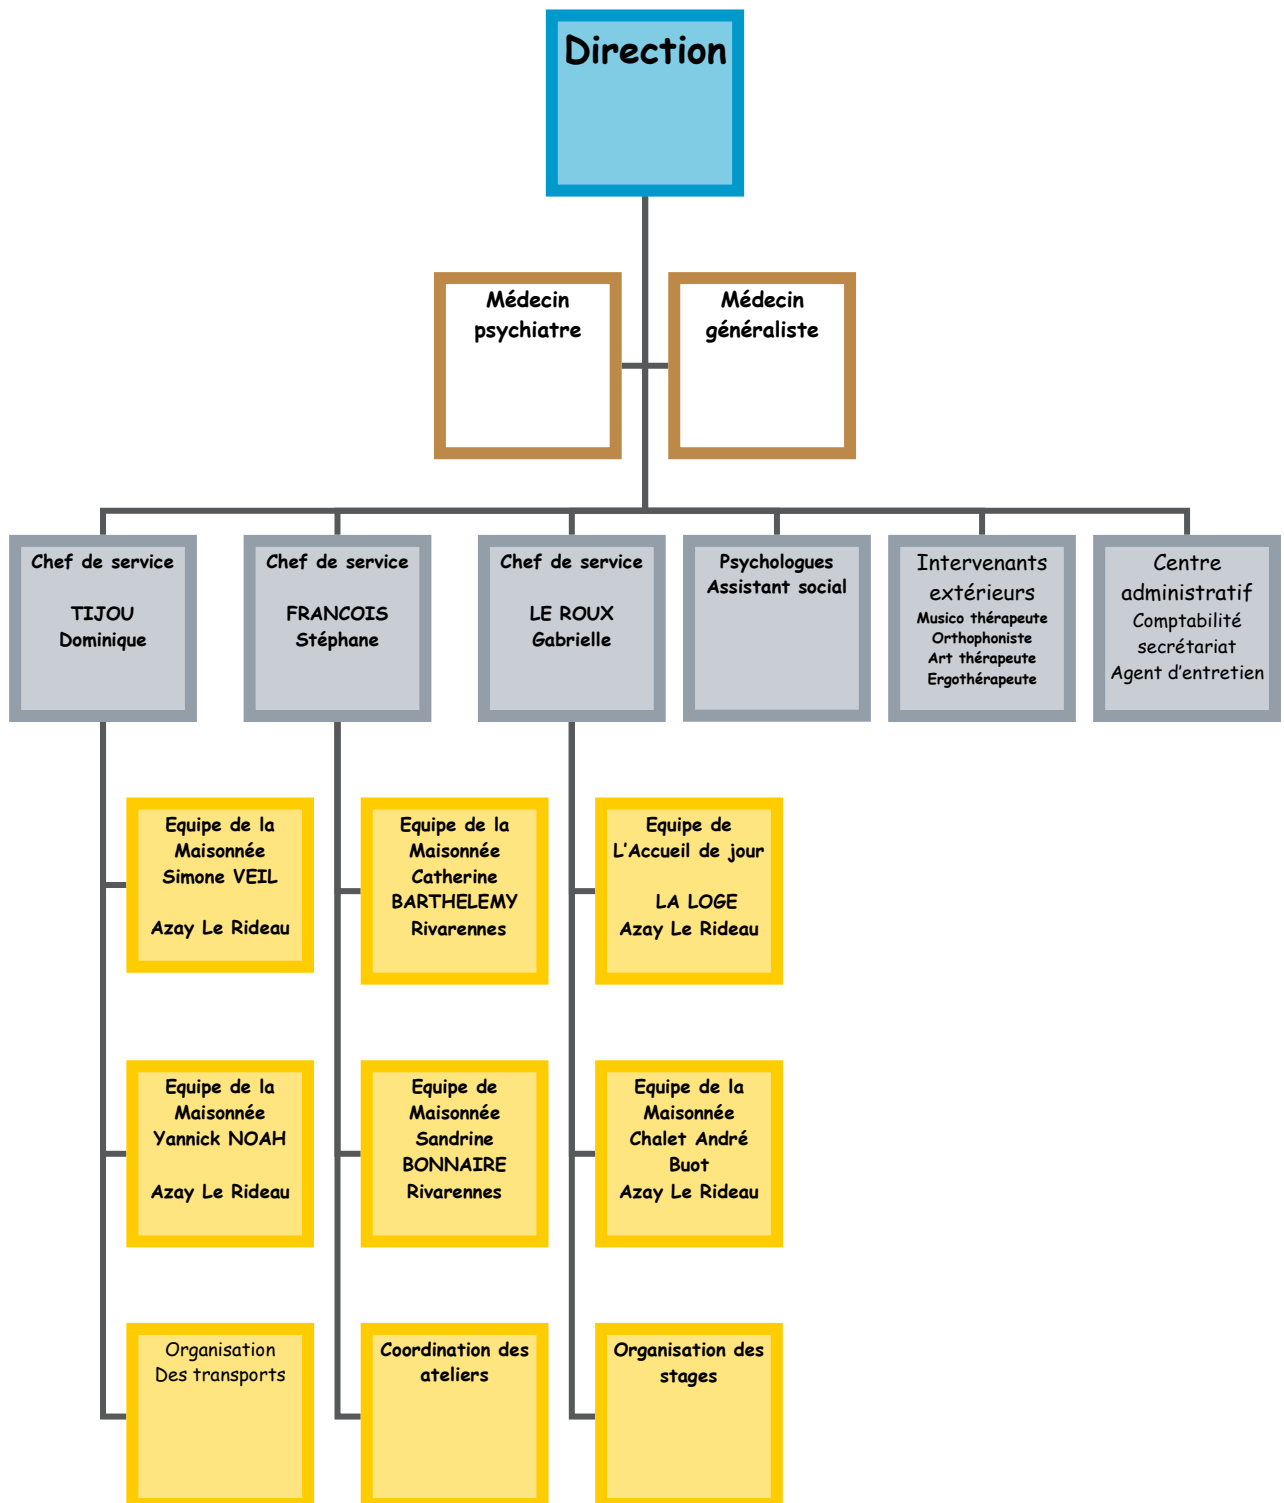 Direction
Médecin
psychiatre
Médecin
généraliste
Chef de service
TIJOU
Dominique
Chef de service
FRANCOIS
Stéphane
Chef de service
LE ROUX
Gabrielle
Psychologues
Assistant social
Intervenants
extérieurs
Musico thérapeute
Orthophoniste
Art thérapeute
Ergothérapeute
Centre
administratif
Comptabilité
secrétariat
Agent d’entretien
Equipe de la
Maisonnée
Simone VEIL
Azay Le Rideau
Equipe de la
Maisonnée
Catherine
BARTHELEMY
Rivarennes
Equipe de
L’Accueil de jour
LA LOGE
Azay Le Rideau
Equipe de la
Maisonnée
Yannick NOAH
Azay Le Rideau
Equipe de
Maisonnée
Sandrine
BONNAIRE
Rivarennes
Equipe de la
Maisonnée
Chalet André
Buot
Azay Le Rideau
Organisation
Des transports
Coordination des
ateliers
Organisation des
stages